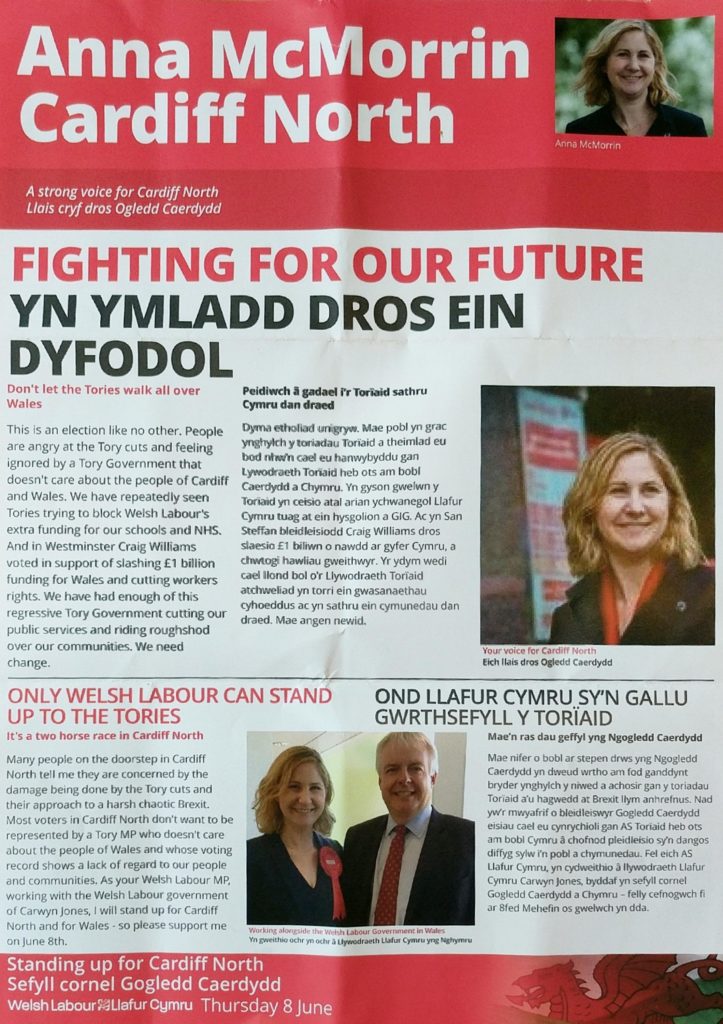 Anna McMorrin
Cardiff North
Anna McMorrin
A strong voice for Cardiff North
Llais cryf dros Ogledd Caerdydd
FIGHTING FOR OUR FUTURE
YN YMLADD DROS EIN
DYFODOL
Don't let the Tories walk all over
Wales
This is an election like no other. People
are angry at the Tory cuts and feeling
ignored by a Tory Government that
doesn't care about the people of Cardiff
and Wales. We have repeatedly seen
Tories trying to block Welsh Labour's
extra funding for our schools and NHS.
And in Westminster Craig Williams
voted in support of slashing £1 billion
funding for Wales and cutting workers
rights. We have had enough of this
regressive Tory Government cutting our
public services and riding roughshod
over our communities. We need
change.
Peidiwch â gadael i'r Torïaid sathru
Cymru dan draed
Dyma etholiad unigryw. Mae pobl yn grac
ynghylch y toriadau Torïaid a theimlad eu
bod nhw'n cael eu hanwybyddu gan
Lywodraeth Torïaid heb ots am bobl
Caerdydd a Chymru. Yn gyson gwelwn y
Torïaid yn ceisio atal arian ychwanegol Llafur
Cymru tuag at ein hysgolion a GIG. Ac yn San
Steffan bleidleisiodd Craig Williams dros
slaesio £1 biliwn o nawdd ar gyfer Cymru, a
chwtogi hawliau gweithwyr. Yr ydym wedi
cael llond bol o'r Llywodraeth Torïaid
atchweliad yn torri ein gwasanaethau
cyhoeddus ac yn sathru ein cymunedau dan
draed. Mae angen newid.
Your voice for Cardiff North
Eich llais dros Ogledd Caerdydd
ONLY WELSH LABOUR CAN STAND
UP TO THE TORIES
It's a two horse race in Cardiff North
Many people on the doorstep in Cardiff
North tell me they are concerned by the
damage being done by the Tory cuts and
their approach to a harsh chaotic Brexit.
Most voters in Cardiff North don't want to be
represented by a Tory MP who doesn't care
about the people of Wales and whose voting
record shows a lack of regard to our people
and communities. As your Welsh Labour MP,
working with the Welsh Labour government
of Carwyn Jones, I will stand up for Cardiff
North and for Wales - so please support me
on June 8th.
Working alongside the Welsh Labour Government in Wales
Yn gweithio ochr yn ochr â Llywodraeth Llafur Cymru yng Nghymru
OND LLAFUR CYMRU SY'N GALLU
GWRTHSEFYLL Y TORÏAID
Mae'n ras dau geffyl yng Ngogledd Caerdydd
Mae nifer o bobl ar stepen drws yng Ngogledd
Caerdydd yn dweud wrtho am fod ganddynt
bryder ynghylch y niwed a achosir gan y toriadau
Torïaid a'u hagwedd at Brexit llym anhrefnus. Nad
yw'r mwyafrif o bleidleiswyr Gogledd Caerdydd
eisiau cael eu cynrychioli gan AS Torïaid heb ots
am bobl Cymru â chofnod pleidleisio sy'n dangos
diffyg sylw i'n pobl a chymunedau. Fel eich AS
Llafur Cymru, yn cydweithio â llywodraeth Llafur
Cymru Carwyn Jones, byddaf yn sefyll cornel
Gogledd Caerdydd a Chymru – felly cefnogwch fi
ar 8fed Mehefin os gwelwch yn dda.
Standing up for Cardiff North
Sefyll cornel Gogledd Caerdydd
Welsh Labour Llafur Cymru Thursday 8 June